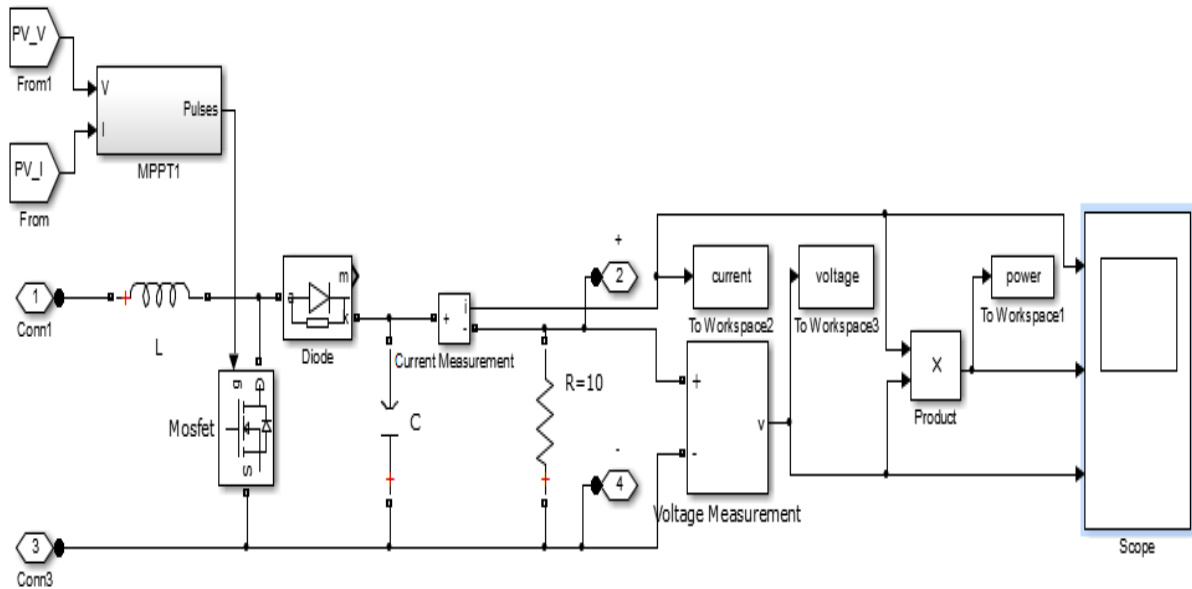 PV_V
From1
V
Pulses
I
MPPT1
PV_I
From
1
Conn1
L
g
D
S
Mosfet
a
m
k
Diode
+
i
-
Current Measurement
C
R=10
+
2
-
4
current
To Workspace2
voltage
To Workspace3
power
To Workspace1
+
-
v
Voltage Measurement
X
Product
Scope
3
Conn3